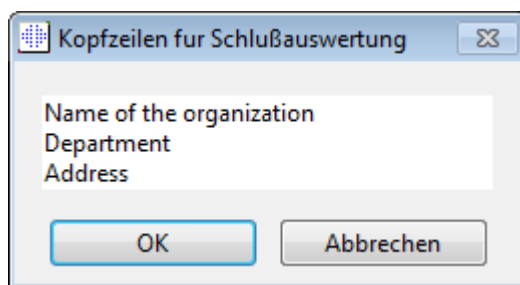 Kopfzeilen fur Schlußauswertung
Name of the organization
Department
Address
OK
Abbrechen